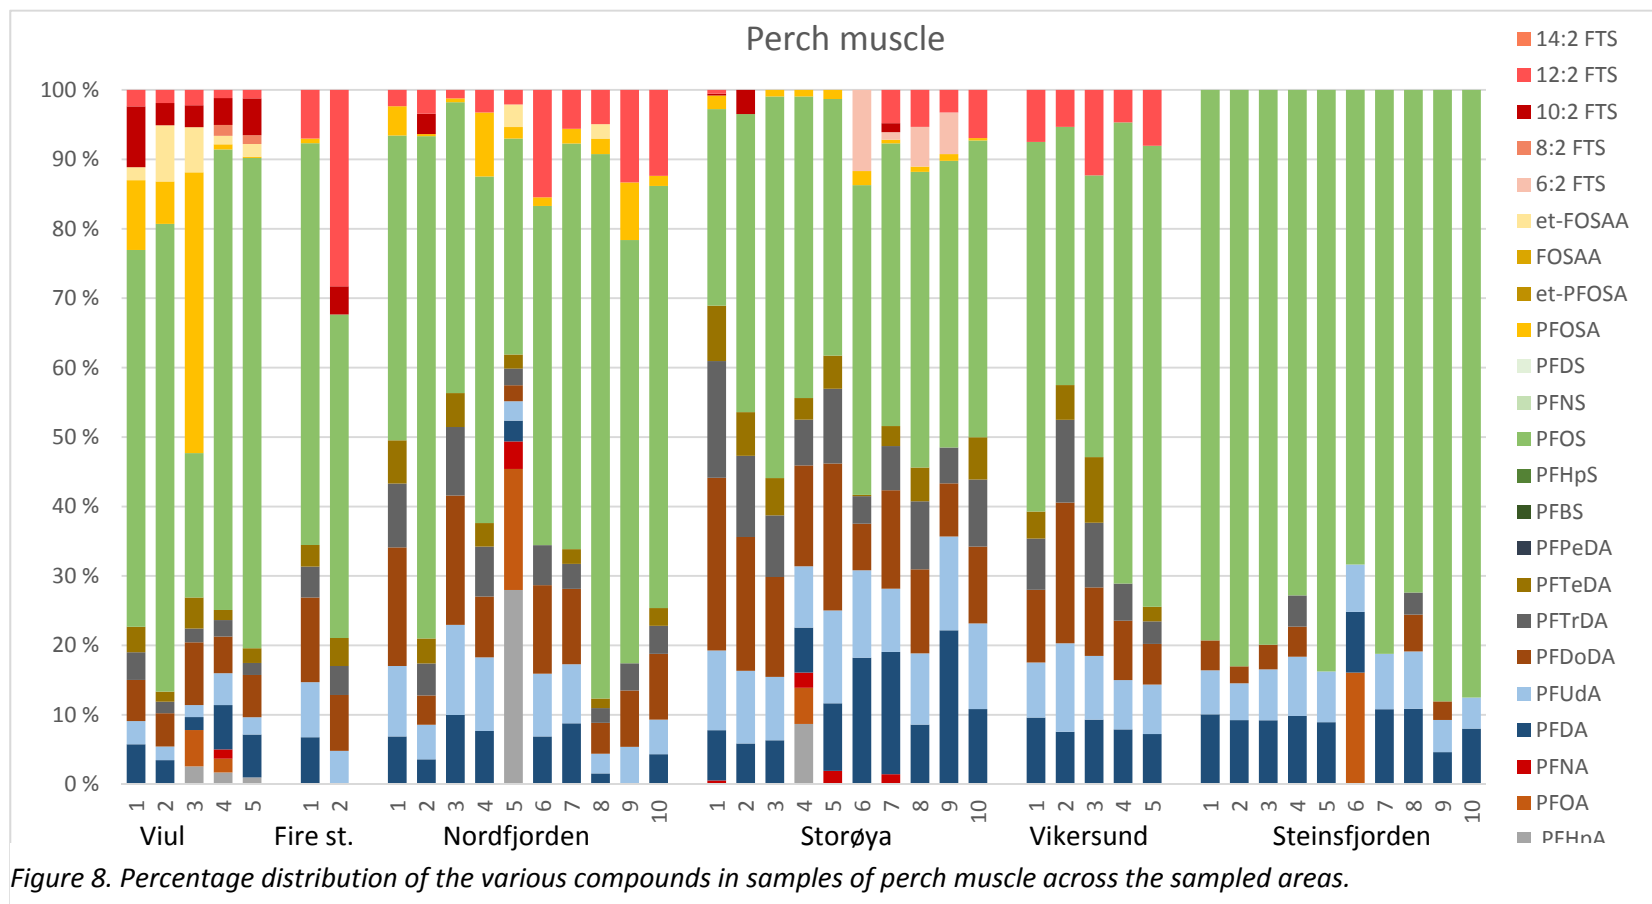 Perch muscle
100 %
90 %
80 %
70 %
60 %
50 %
40 %
30 %
20 %
10 %
0 %
1 2 3 4 5 1 2 1 2 3 4 5 6 7 8 9 10 1 2 3 4 5 6 7 8 9 10 1 2 3 4 5 1 2 3 4 5 6 7 8 9 10
Viul Fire st. Nordfjorden Storøya Vikersund Steinsfjorden
14:2 FTS
12:2 FTS
10:2 FTS
8:2 FTS
6:2 FTS
et-FOSAA
FOSAA
et-PFOSA
PFOSA
PFDS
PFNS
PFOS
PFHpS
PFBS
PFPeDA
PFTeDA
PFTrDA
PFDoDA
PFUdA
PFDA
PFNA
PFOA
PFHpA
Figure 8. Percentage distribution of the various compounds in samples of perch muscle across the sampled areas.